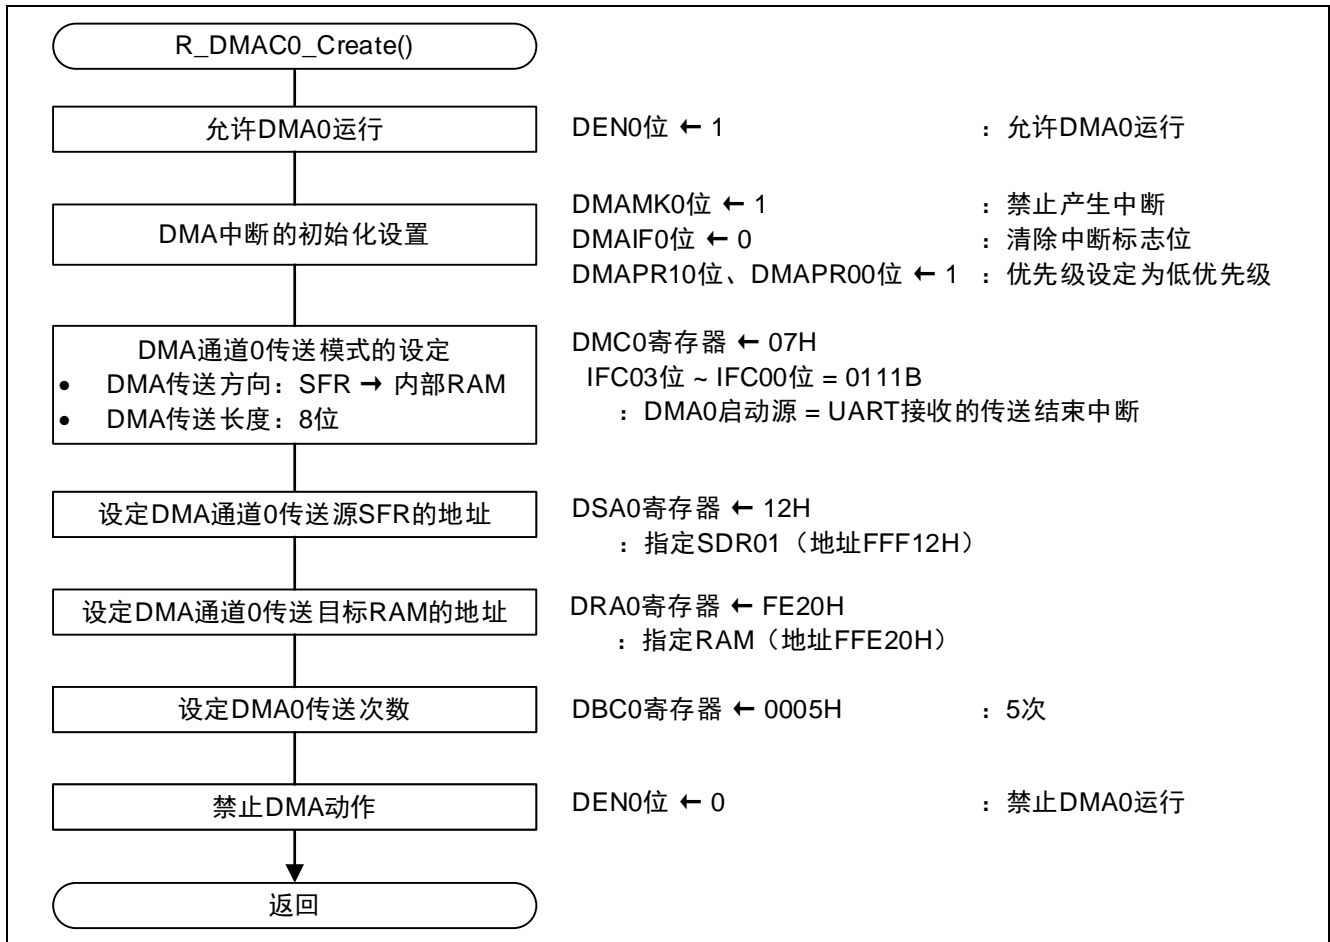 R_DMAC0_Create()
允许DMA0运行
DEN0位 ← 1 ：允许DMA0运行
DMA中断的初始化设置
DMAMK0位 ← 1 ：禁止产生中断
DMAIF0位 ← 0 ：清除中断标志位
DMAPR10位、DMAPR00位 ← 1 ：优先级设定为低优先级
DMA通道0传送模式的设定
• DMA传送方向：SFR → 内部RAM
• DMA传送长度：8位
DMC0寄存器 ← 07H
IFC03位 ~ IFC00位 = 0111B
：DMA0启动源 = UART接收的传送结束中断
设定DMA通道0传送源SFR的地址
DSA0寄存器 ← 12H
：指定SDR01（地址FFF12H）
设定DMA通道0传送目标RAM的地址
DRA0寄存器 ← FE20H
：指定RAM（地址FFE20H）
设定DMA0传送次数
DBC0寄存器 ← 0005H ：5次
禁止DMA动作
DEN0位 ← 0 ：禁止DMA0运行
返回